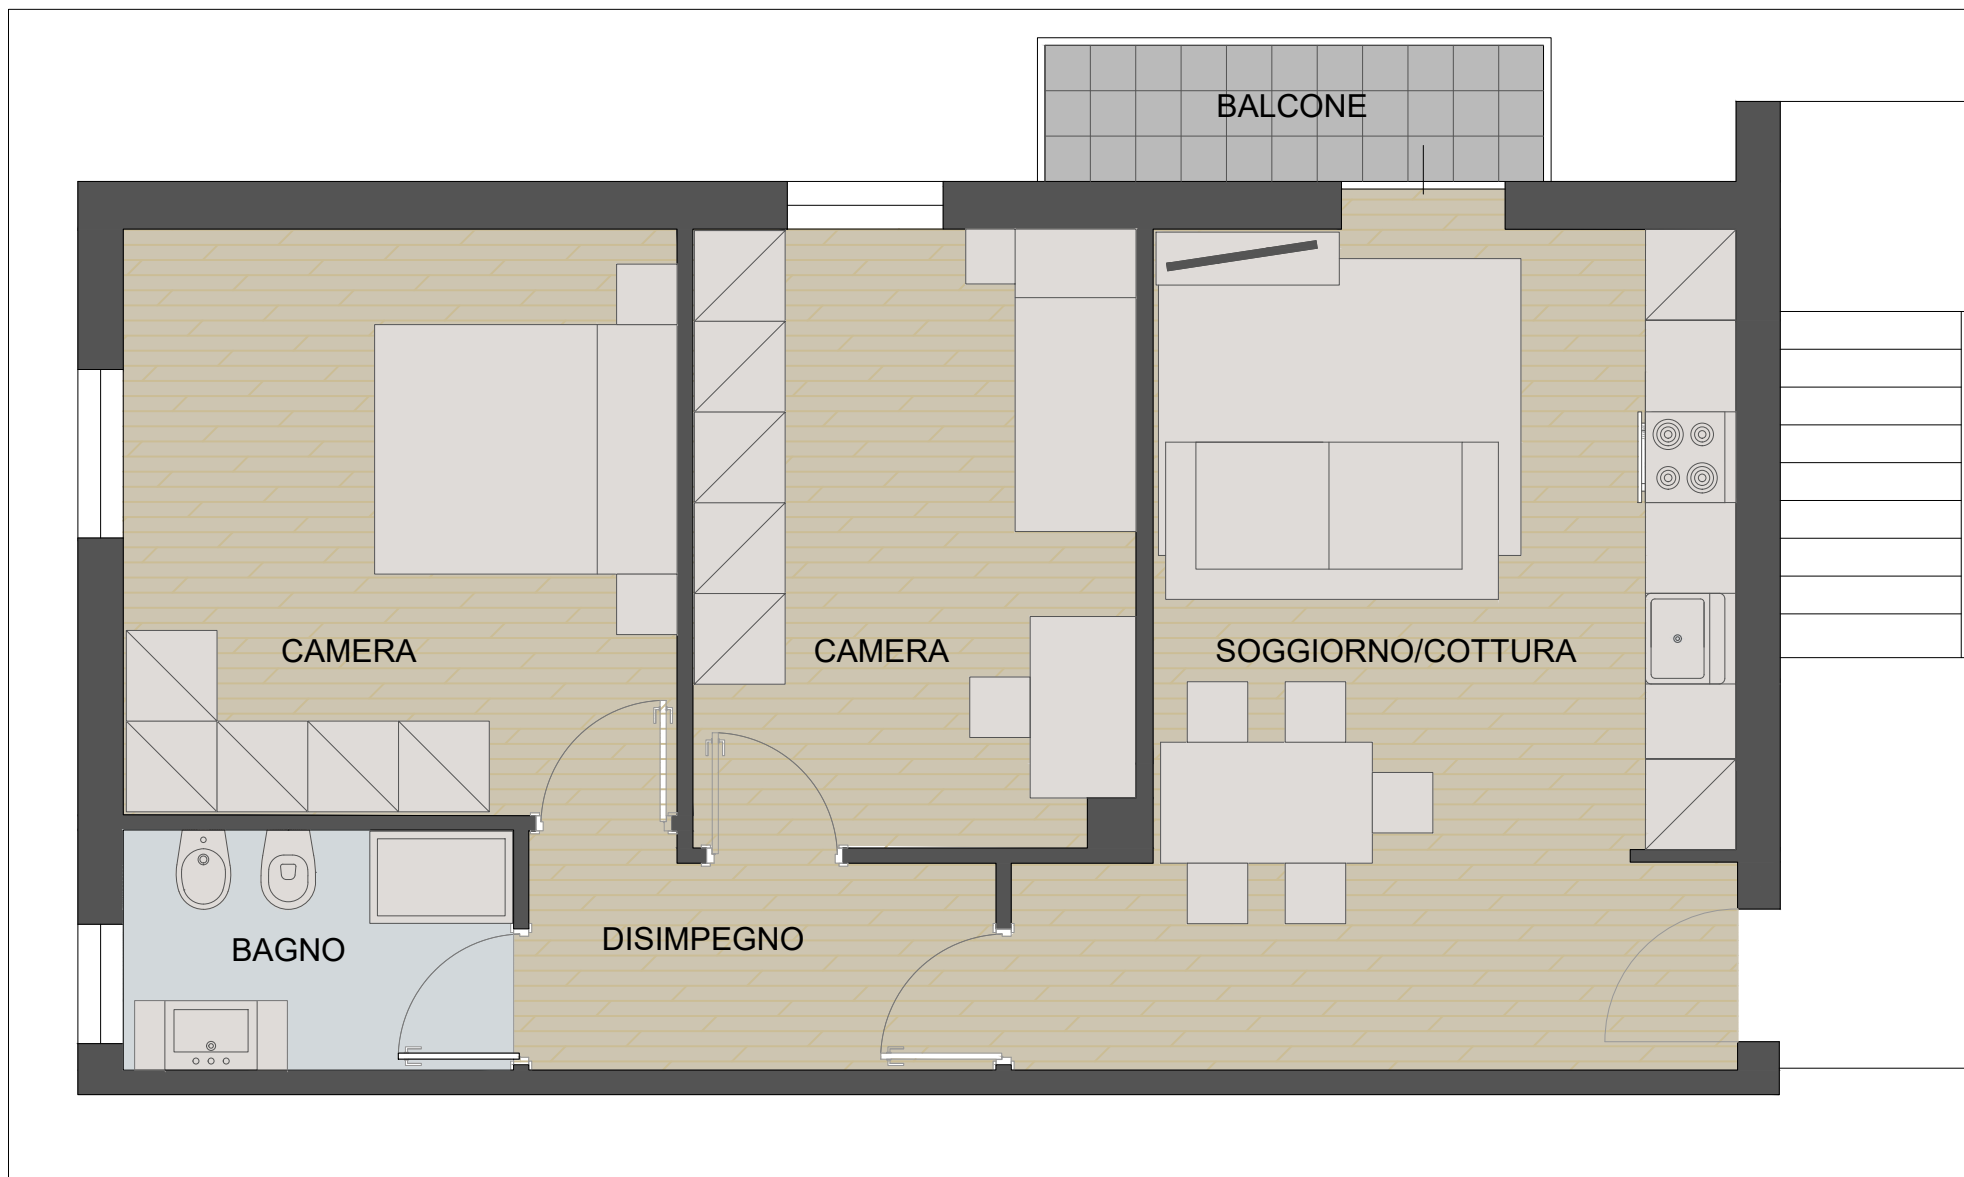 BALCONE
CAMERA
CAMERA
SOGGIORNO/COTTURA
BAGNO
DISIMPEGNO